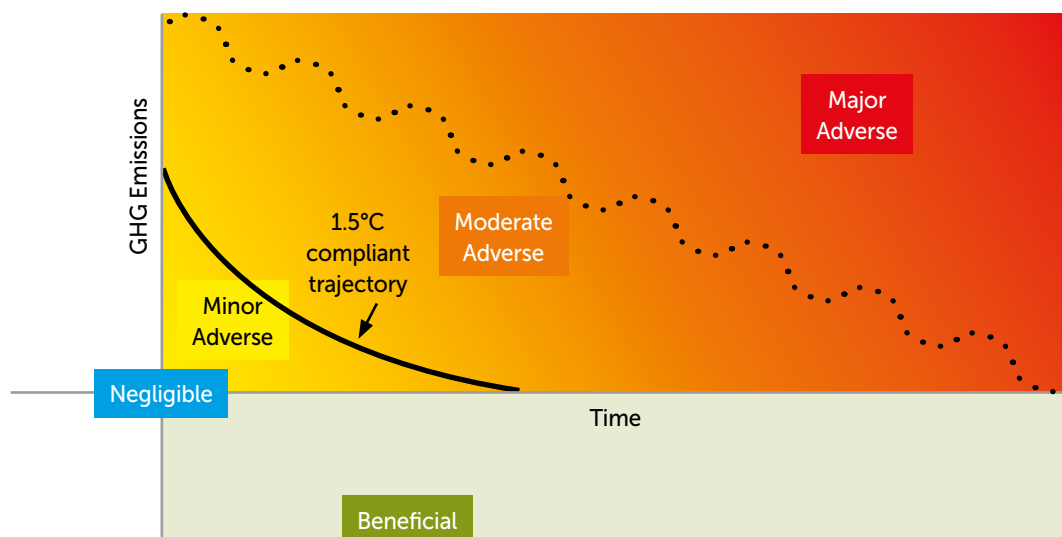 GHG Emissions
Major
Adverse
Moderate
Adverse
1.5°C
compliant
trajectory
Minor
Adverse
Negligible
Time
Beneficial